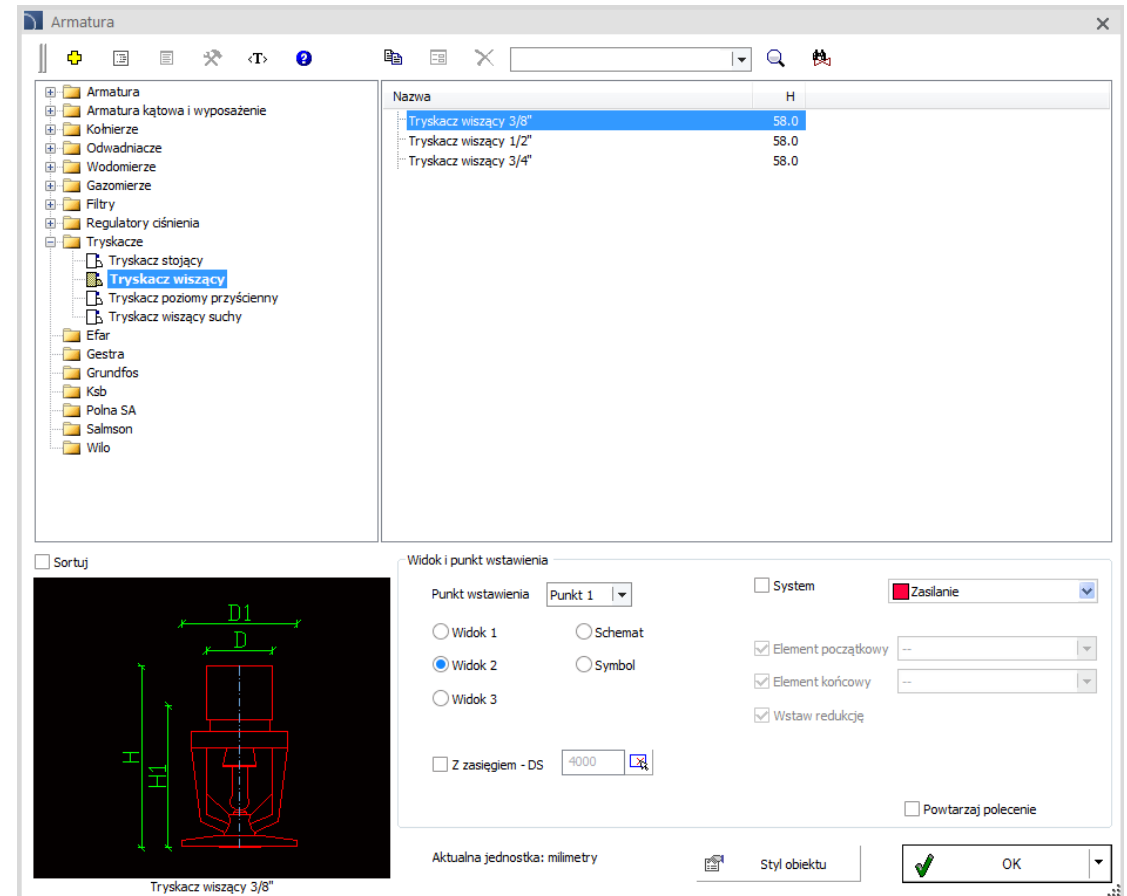 Armatura
<T>
Armatura
Armatura kątowa i wyposażenie
Kołnierze
Odwadniacze
Wodomierze
Gazomierze
Filtry
Regulatory ciśnienia
Tryskacze
Tryskacz stojący
Tryskacz wiszący
Tryskacz poziomy przyścienny
Tryskacz wiszący suchy
Efar
Gestra
Grundfos
Ksb
Polna SA
Salmson
Wilo
Nazwa H
Tryskacz wiszący 3/8" 58.0
Tryskacz wiszący 1/2" 58.0
Tryskacz wiszący 3/4" 58.0
Sortuj
D1
D
H
H1
Tryskacz wiszący 3/8"
Widok i punkt wstawienia
Punkt wstawienia Punkt 1
System Zasilanie
Widok 1 Schemat
Widok 2 Symbol
Widok 3
Element początkowy --
Element końcowy --
Wstaw redukcję
Z zasięgiem - DS 4000
Powtarzaj polecenie
Aktualna jednostka: milimetry
Styl obiektu
OK